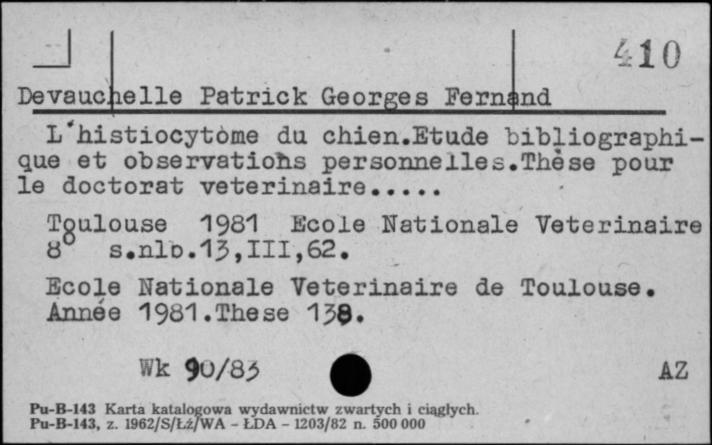 410
Devauchelle Patrick Georges Fernand
L'histiocytome du chien.Etude bibliographi-
que et observations personnelles.Thèse pour
le doctorat veterinaire.....
Toulouse 1981 Ecole Nationale Veterinaire
8° s.nlb.13,III,62.
Ecole Nationale Veterinaire de Toulouse.
Année 1981.These 138.
Wk 90/83 AZ
Pu-B-143 Karta katalogowa wydawnictw zwartych i ciągłych.
Pu-B-143, z. 1962/S/Łż/WA - ŁDA - 1203/82 n. 500 000